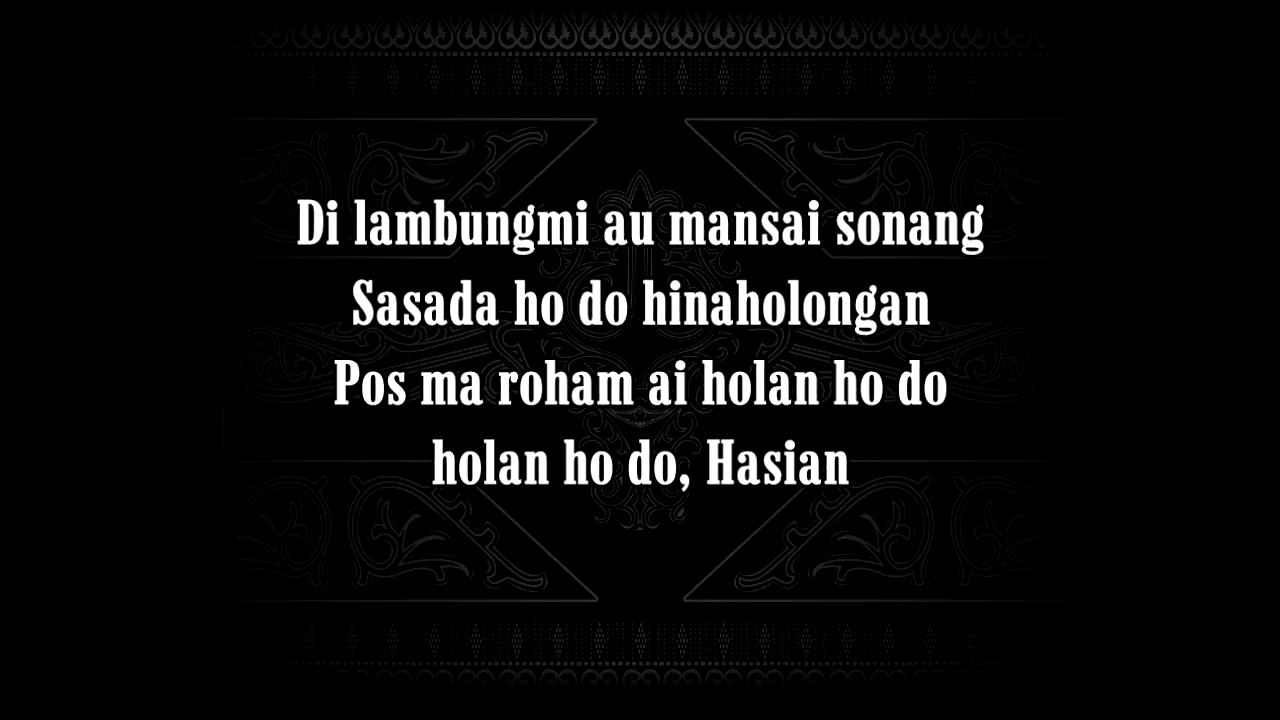 Di lambungmi au mansai sonang
Sasada ho do hinaholongan
Pos ma roham ai holan ho do
holan ho do, Hasian